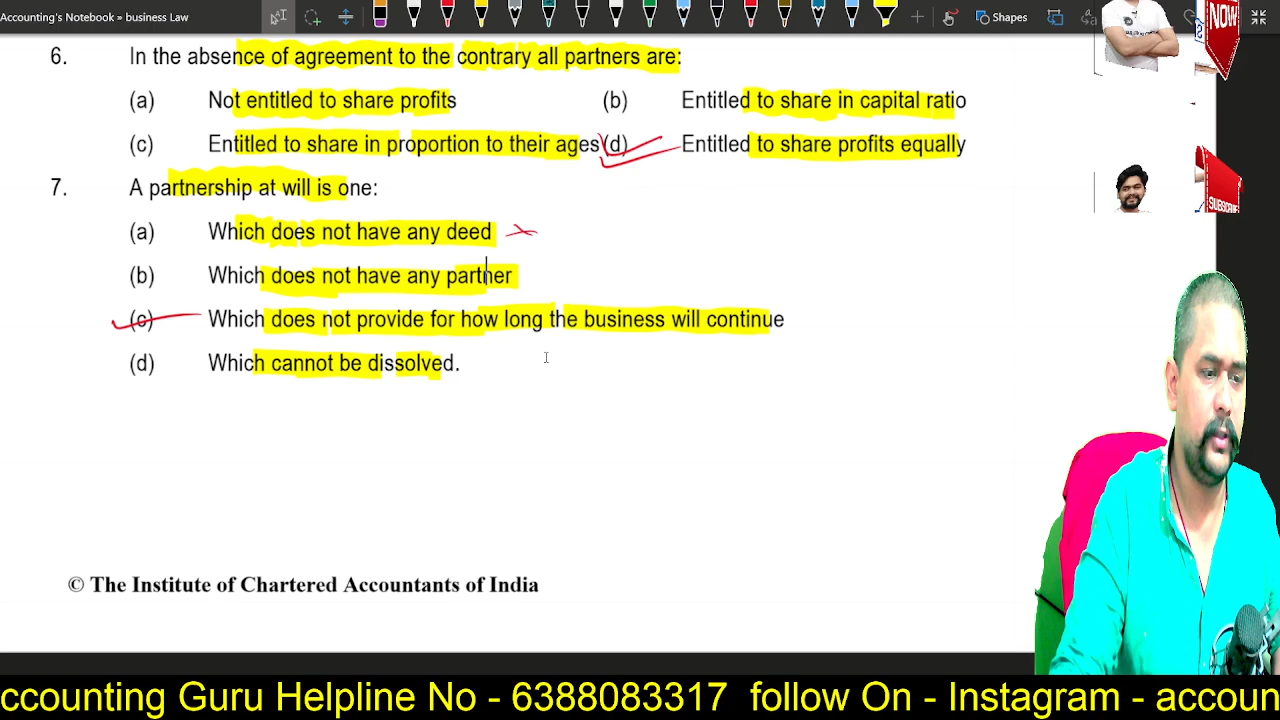 Accounting's Notebook » business Law
Shapes
NOW
6. In the absence of agreement to the contrary all partners are:
(a) Not entitled to share profits (b) Entitled to share in capital ratio
(c) Entitled to share in proportion to their ages (d) Entitled to share profits equally
SUBSCRIBE
7. A partnership at will is one:
(a) Which does not have any deed
(b) Which does not have any partner
(c) Which does not provide for how long the business will continue
(d) Which cannot be dissolved.
© The Institute of Chartered Accountants of India
ccounting Guru Helpline No - 6388083317 follow On - Instagram - accoun